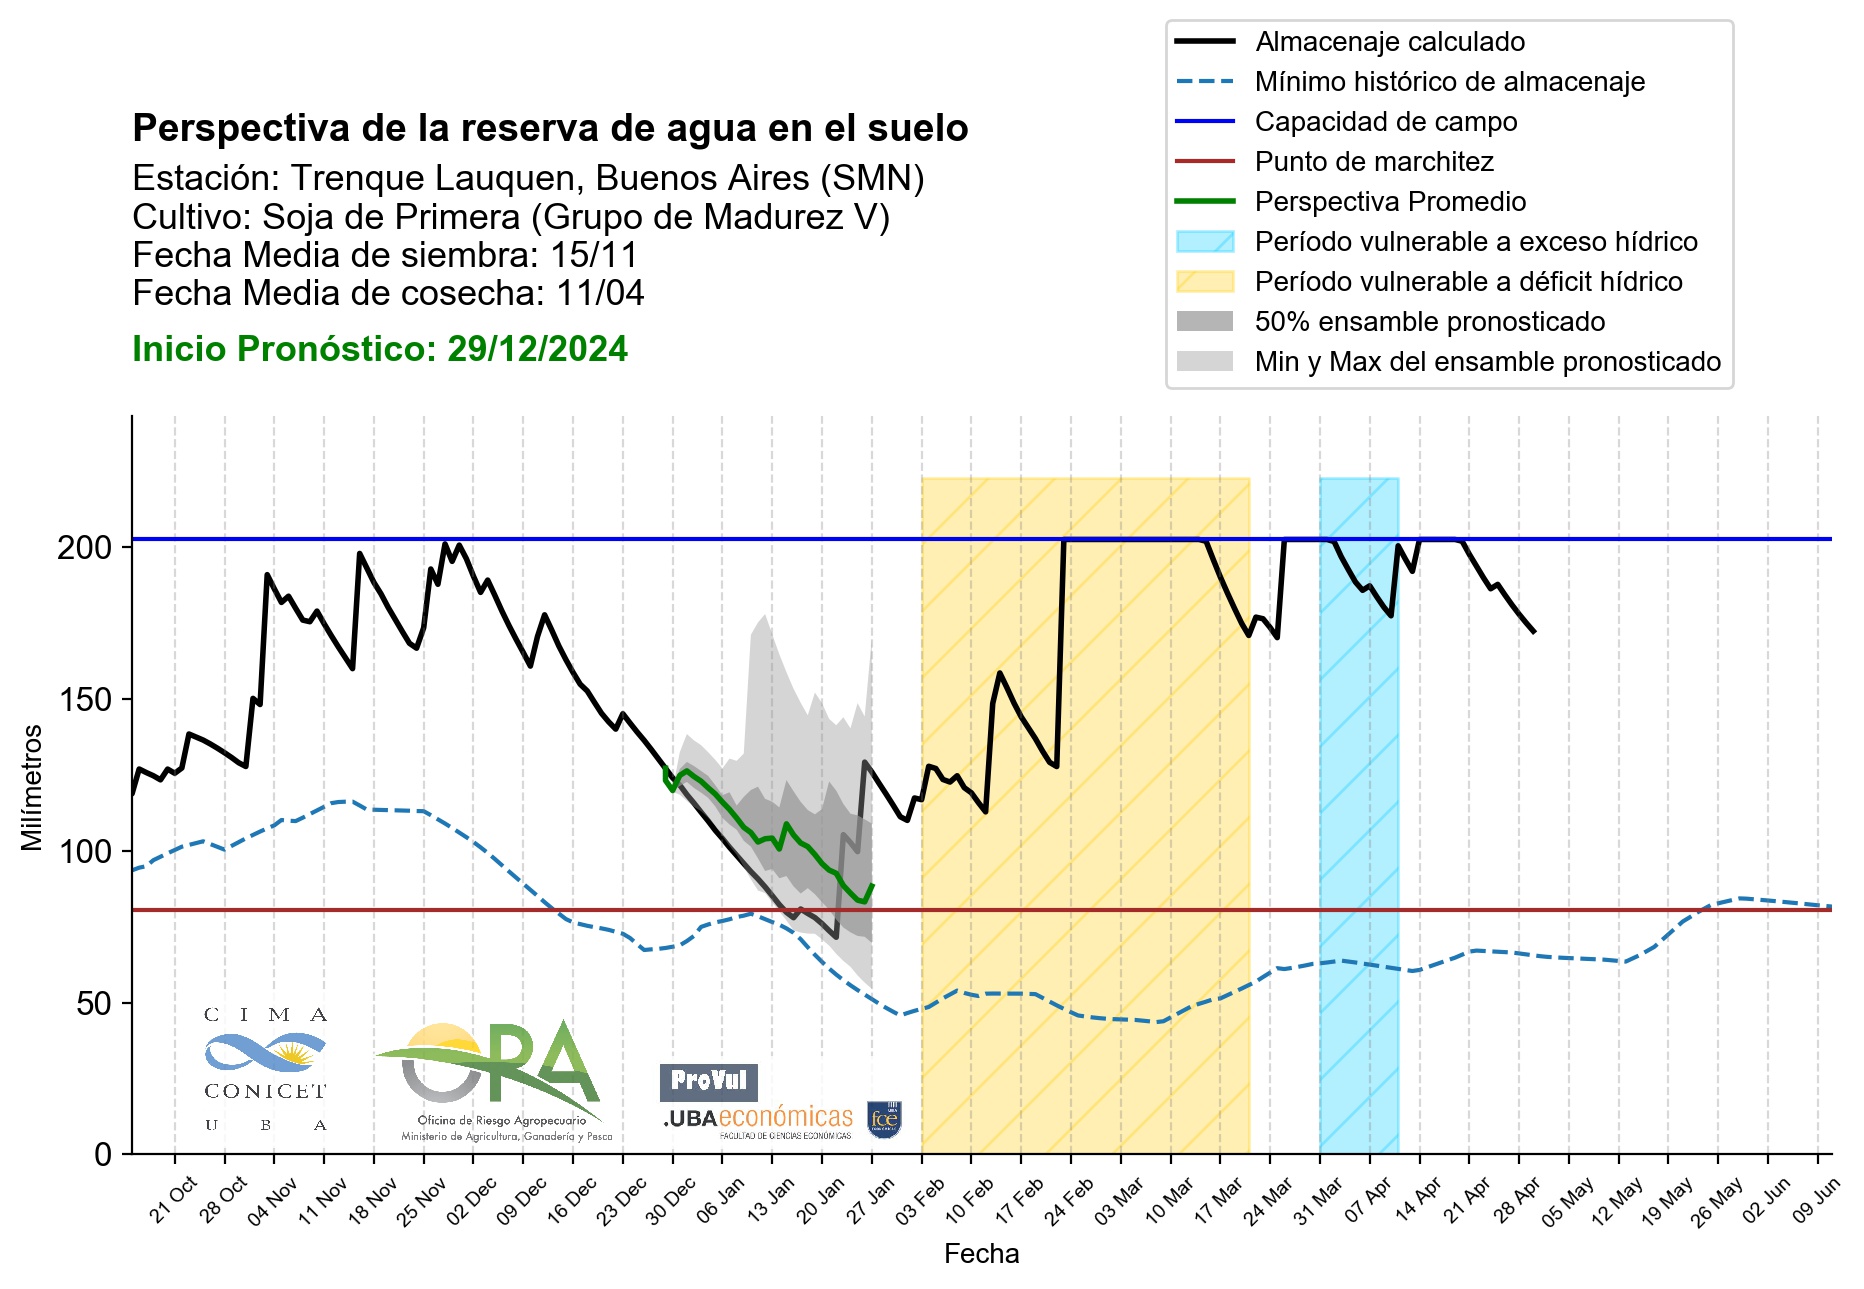 Almacenaje calculado
Mínimo histórico de almacenaje
Capacidad de campo
Punto de marchitez
Perspectiva Promedio
Período vulnerable a exceso hídrico
Período vulnerable a déficit hídrico
50% ensamble pronosticado
Min y Max del ensamble pronosticado
Perspectiva de la reserva de agua en el suelo
Estación: Trenque Lauquen, Buenos Aires (SMN)
Cultivo: Soja de Primera (Grupo de Madurez V)
Fecha Media de siembra: 15/11
Fecha Media de cosecha: 11/04
Inicio Pronóstico: 29/12/2024
Milímetros
200
150
100
50
0
C I M A
CONICET
U B A
ORA
Oficina de Riesgo Agropecuario
Ministerio de Agricultura, Ganadería y Pesca
ProVul
.UBAeconómicas
FACULTAD DE CIENCIAS ECONÓMICAS
UBA
fce
ECONÓMICAS
21 Oct
28 Oct
04 Nov
11 Nov
18 Nov
25 Nov
02 Dec
09 Dec
16 Dec
23 Dec
30 Dec
06 Jan
13 Jan
20 Jan
27 Jan
03 Feb
10 Feb
17 Feb
24 Feb
03 Mar
10 Mar
17 Mar
24 Mar
31 Mar
07 Apr
14 Apr
21 Apr
28 Apr
05 May
12 May
19 May
26 May
02 Jun
09 Jun
Fecha